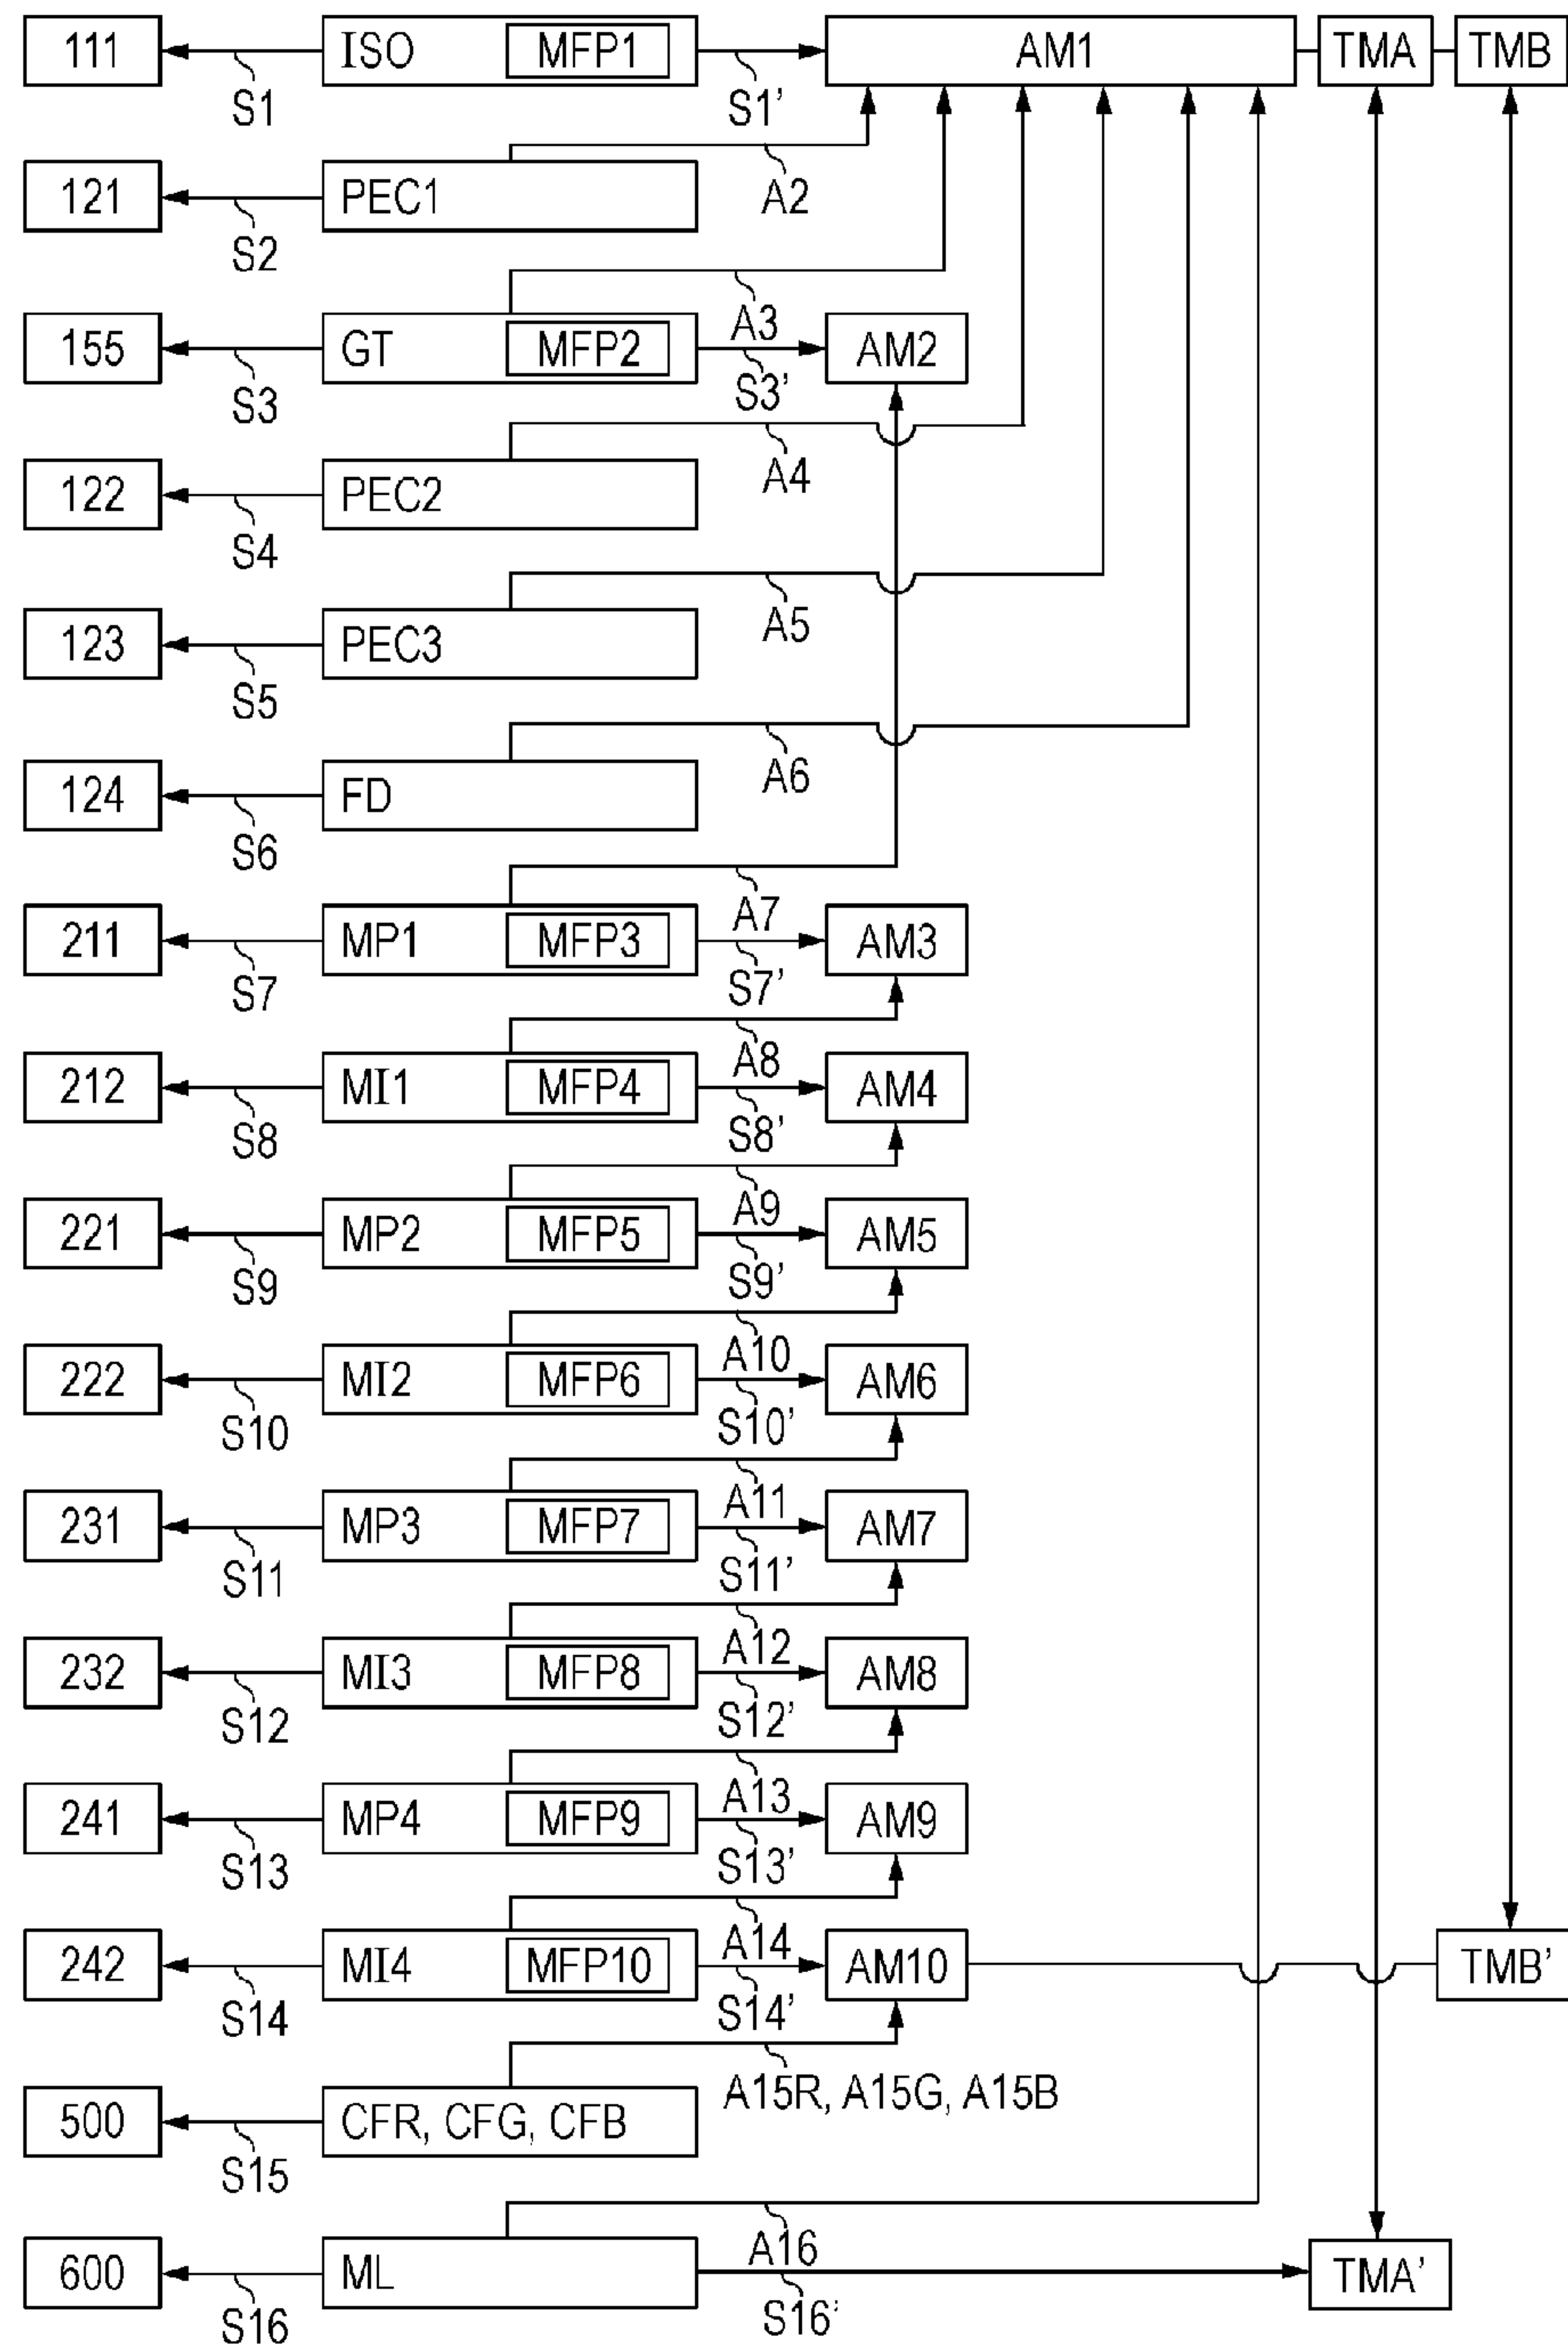 111 ISO MFP1 AM1 TMA TMB
S1 S1'
121 PEC1 A2
S2
155 GT MFP2 A3 AM2
S3 S3'
122 PEC2 A4
S4
123 PEC3 A5
S5
124 FD A6
S6
211 MP1 MFP3 A7 AM3
S7 S7'
212 MI1 MFP4 A8 AM4
S8 S8'
221 MP2 MFP5 A9 AM5
S9 S9'
222 MI2 MFP6 A10 AM6
S10 S10'
231 MP3 MFP7 A11 AM7
S11 S11'
232 MI3 MFP8 A12 AM8
S12 S12'
241 MP4 MFP9 A13 AM9
S13 S13'
242 MI4 MFP10 A14 AM10 TMB'
S14 S14'
500 CFR, CFG, CFB A15R, A15G, A15B
S15
600 ML A16 TMA'
S16 S16'